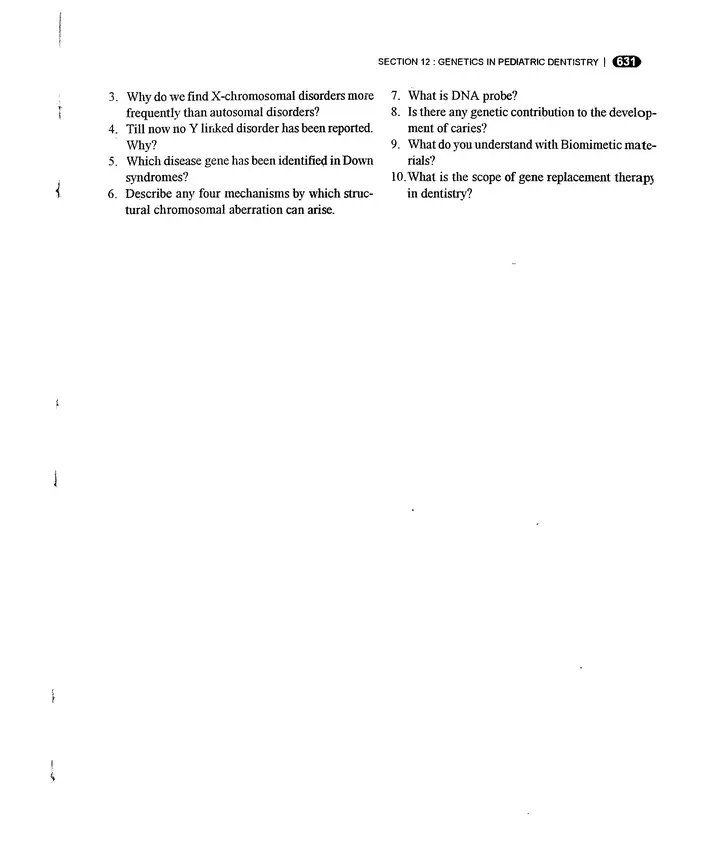 SECTION 12 : GENETICS IN PEDIATRIC DENTISTRY | 631
3. Why do we find X-chromosomal disorders more
frequently than autosomal disorders?
4. Till now no Y linked disorder has been reported.
Why?
5. Which disease gene has been identified in Down
syndromes?
6. Describe any four mechanisms by which struc-
tural chromosomal aberration can arise.
7. What is DNA probe?
8. Is there any genetic contribution to the develop-
ment of caries?
9. What do you understand with Biomimetic mate-
rials?
10. What is the scope of gene replacement therapy
in dentistry?